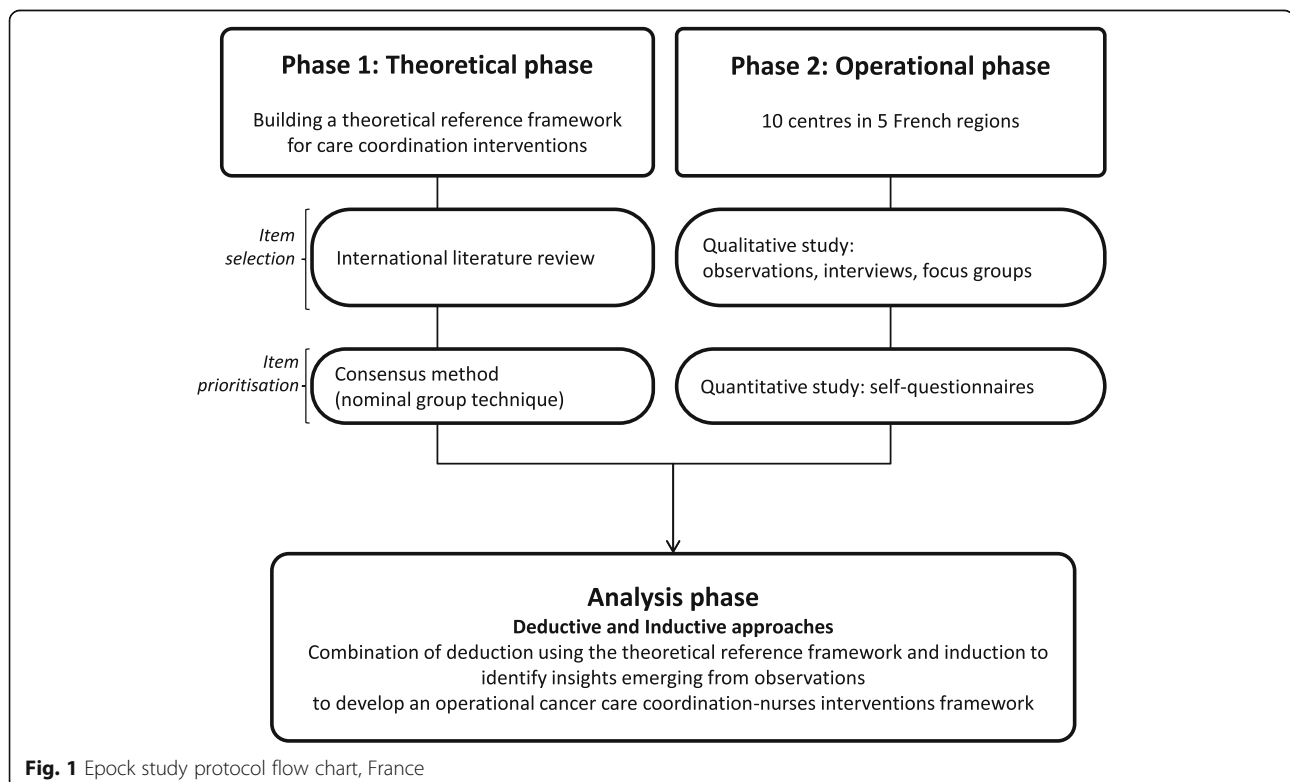 Phase 1: Theoretical phase
Building a theoretical reference framework
for care coordination interventions
Item
selection
International literature review
Item
prioritisation
Consensus method
(nominal group technique)
Phase 2: Operational phase
10 centres in 5 French regions
Qualitative study:
observations, interviews, focus groups
Quantitative study: self-questionnaires
Analysis phase
Deductive and Inductive approaches
Combination of deduction using the theoretical reference framework and induction to
identify insights emerging from observations
to develop an operational cancer care coordination-nurses interventions framework
Fig. 1 Epock study protocol flow chart, France